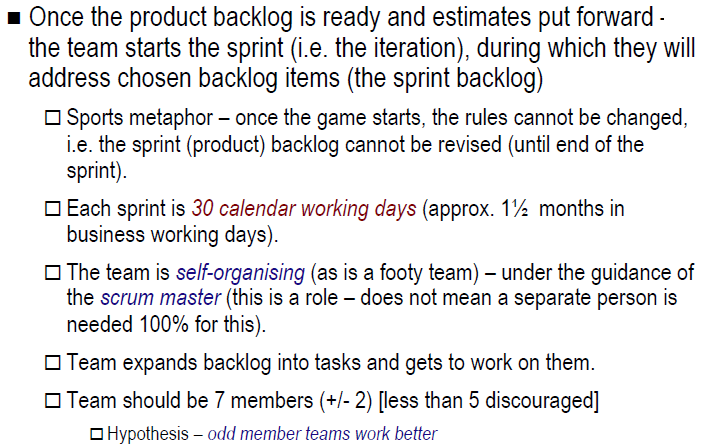 ■ Once the product backlog is ready and estimates put forward -
the team starts the sprint (i.e. the iteration), during which they will
address chosen backlog items (the sprint backlog)
□ Sports metaphor – once the game starts, the rules cannot be changed,
i.e. the sprint (product) backlog cannot be revised (until end of the
sprint).
□ Each sprint is 30 calendar working days (approx. 1½ months in
business working days).
□ The team is self-organising (as is a footy team) – under the guidance of
the scrum master (this is a role – does not mean a separate person is
needed 100% for this).
□ Team expands backlog into tasks and gets to work on them.
□ Team should be 7 members (+/- 2) [less than 5 discouraged]
□ Hypothesis – odd member teams work better